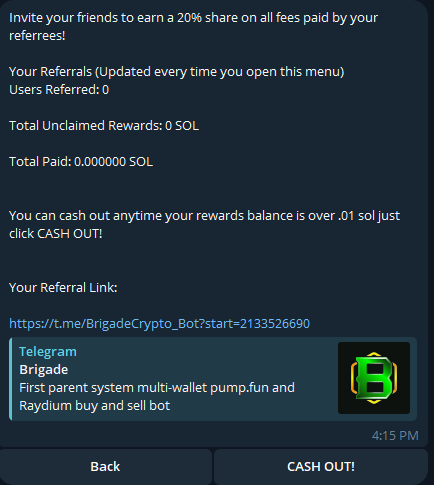 Invite your friends to earn a 20% share on all fees paid by your
referrees!
Your Referrals (Updated every time you open this menu)
Users Referred: 0
Total Unclaimed Rewards: 0 SOL
Total Paid: 0.000000 SOL
You can cash out anytime your rewards balance is over .01 sol just
click CASH OUT!
Your Referral Link:
https://t.me/BrigadeCrypto_Bot?start=2133526690
Telegram
Brigade
First parent system multi-wallet pump.fun and
Raydium buy and sell bot
B
4:15 PM
Back
CASH OUT!